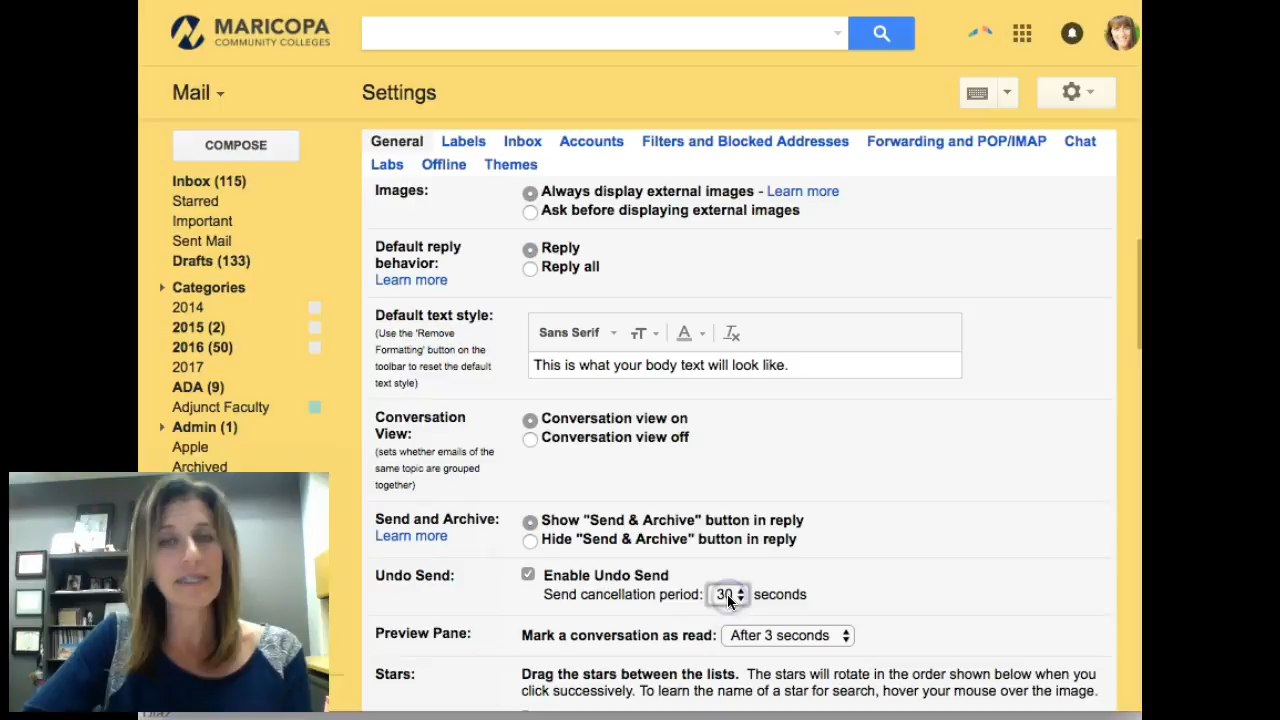 MARICOPA
COMMUNITY COLLEGES
Mail
Settings
COMPOSE
General Labels Inbox Accounts Filters and Blocked Addresses Forwarding and POP/IMAP Chat
Labs Offline Themes
Inbox (115)
Starred
Important
Sent Mail
Drafts (133)
Categories
2014
2015 (2)
2016 (50)
2017
ADA (9)
Adjunct Faculty
Admin (1)
Apple
Archived
Images:
Always display external images - Learn more
Ask before displaying external images
Default reply
behavior:
Learn more
Reply
Reply all
Default text style:
(Use the 'Remove
Formatting' button on the
toolbar to reset the default
text style)
Sans Serif
This is what your body text will look like.
Conversation
View:
(sets whether emails of the
same topic are grouped
together)
Conversation view on
Conversation view off
Send and Archive:
Learn more
Show "Send & Archive" button in reply
Hide "Send & Archive" button in reply
Undo Send:
Enable Undo Send
Send cancellation period: 30 seconds
Preview Pane:
Mark a conversation as read: After 3 seconds
Stars:
Drag the stars between the lists. The stars will rotate in the order shown below when you
click successively. To learn the name of a star for search, hover your mouse over the image.